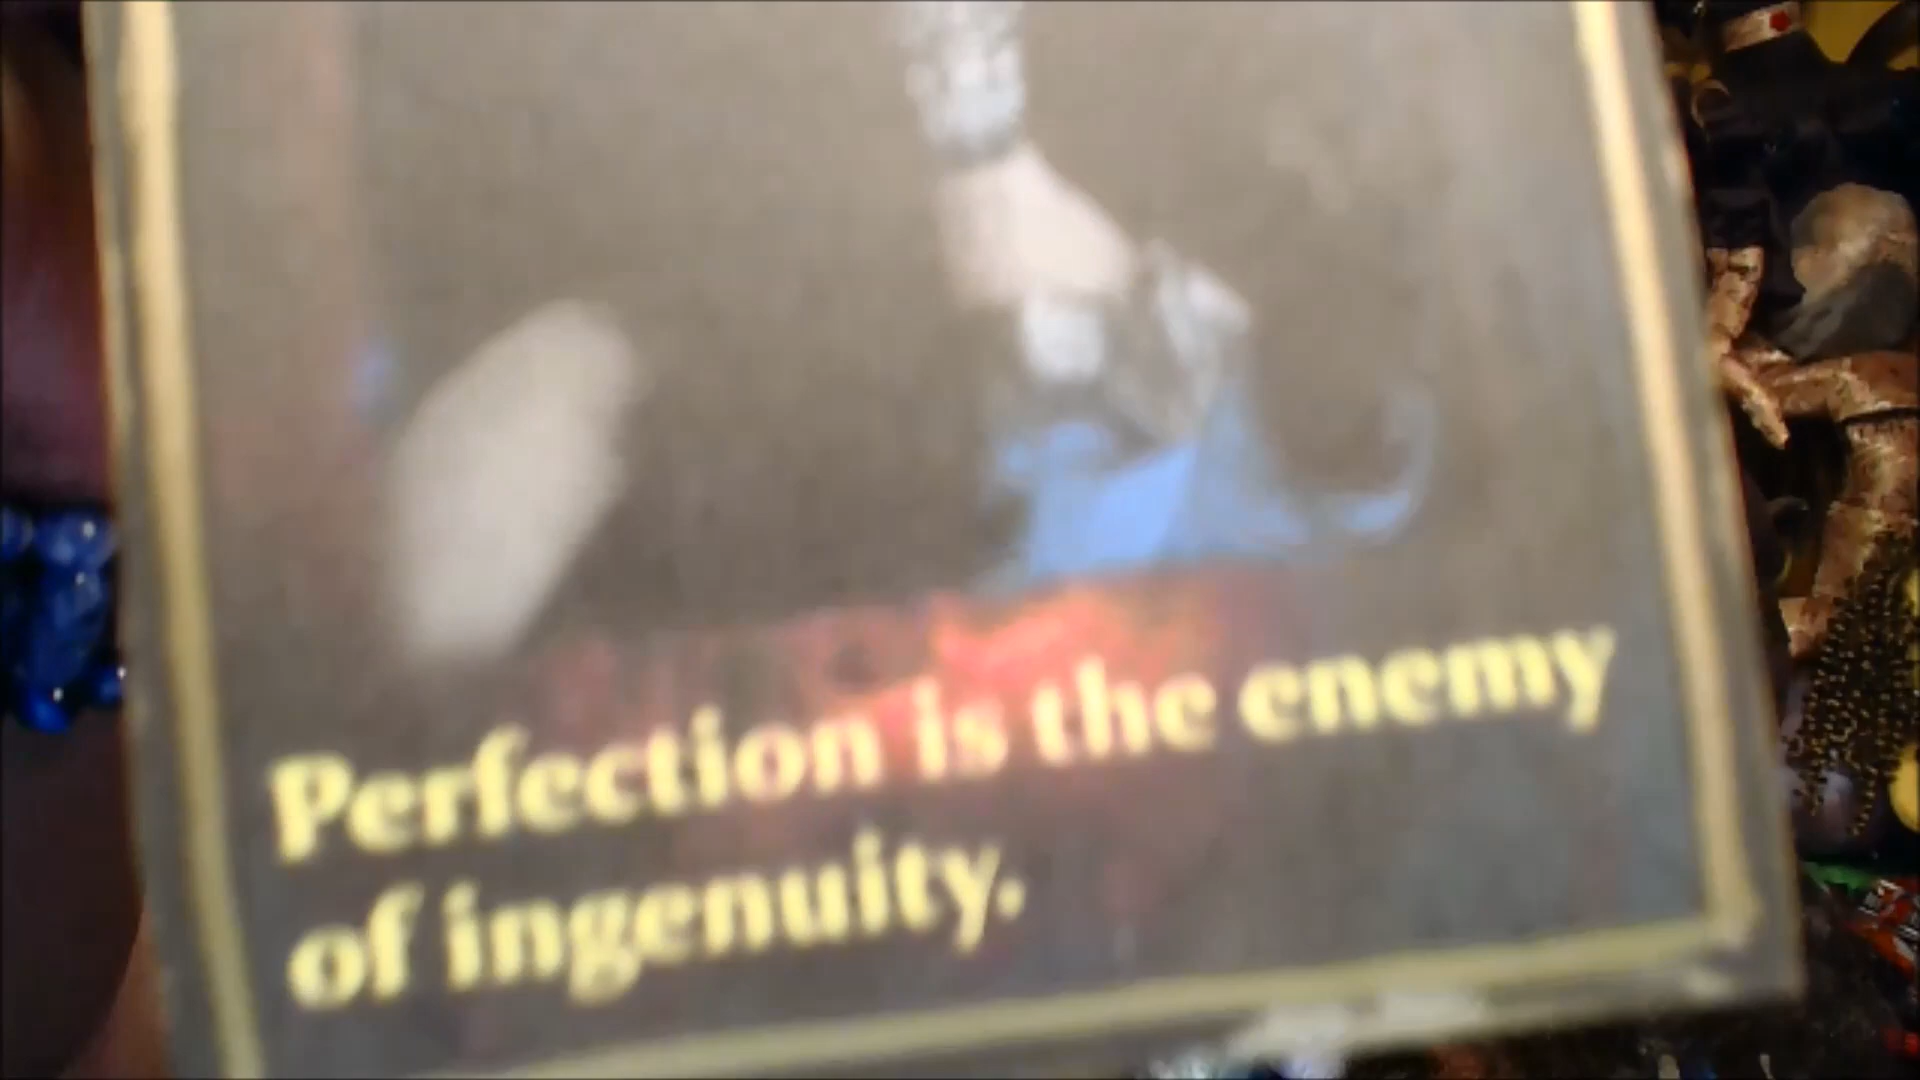 Perfection is the enemy
of ingenuity.